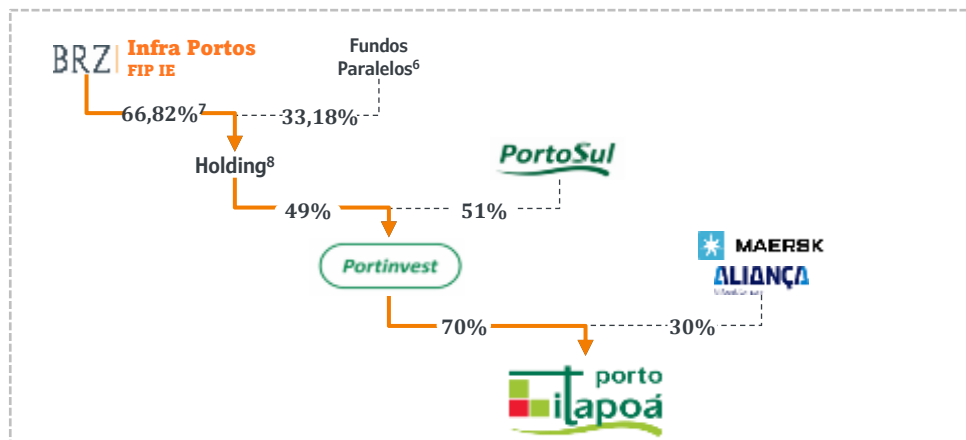 BRZ
Infra Portos
FIP IE
Fundos
Paralelos⁶
66,82%⁷
33,18%
Holding⁸
PortoSul
49%
51%
Portinvest
MAERSK
ALIANÇA
70%
30%
porto
itapoá